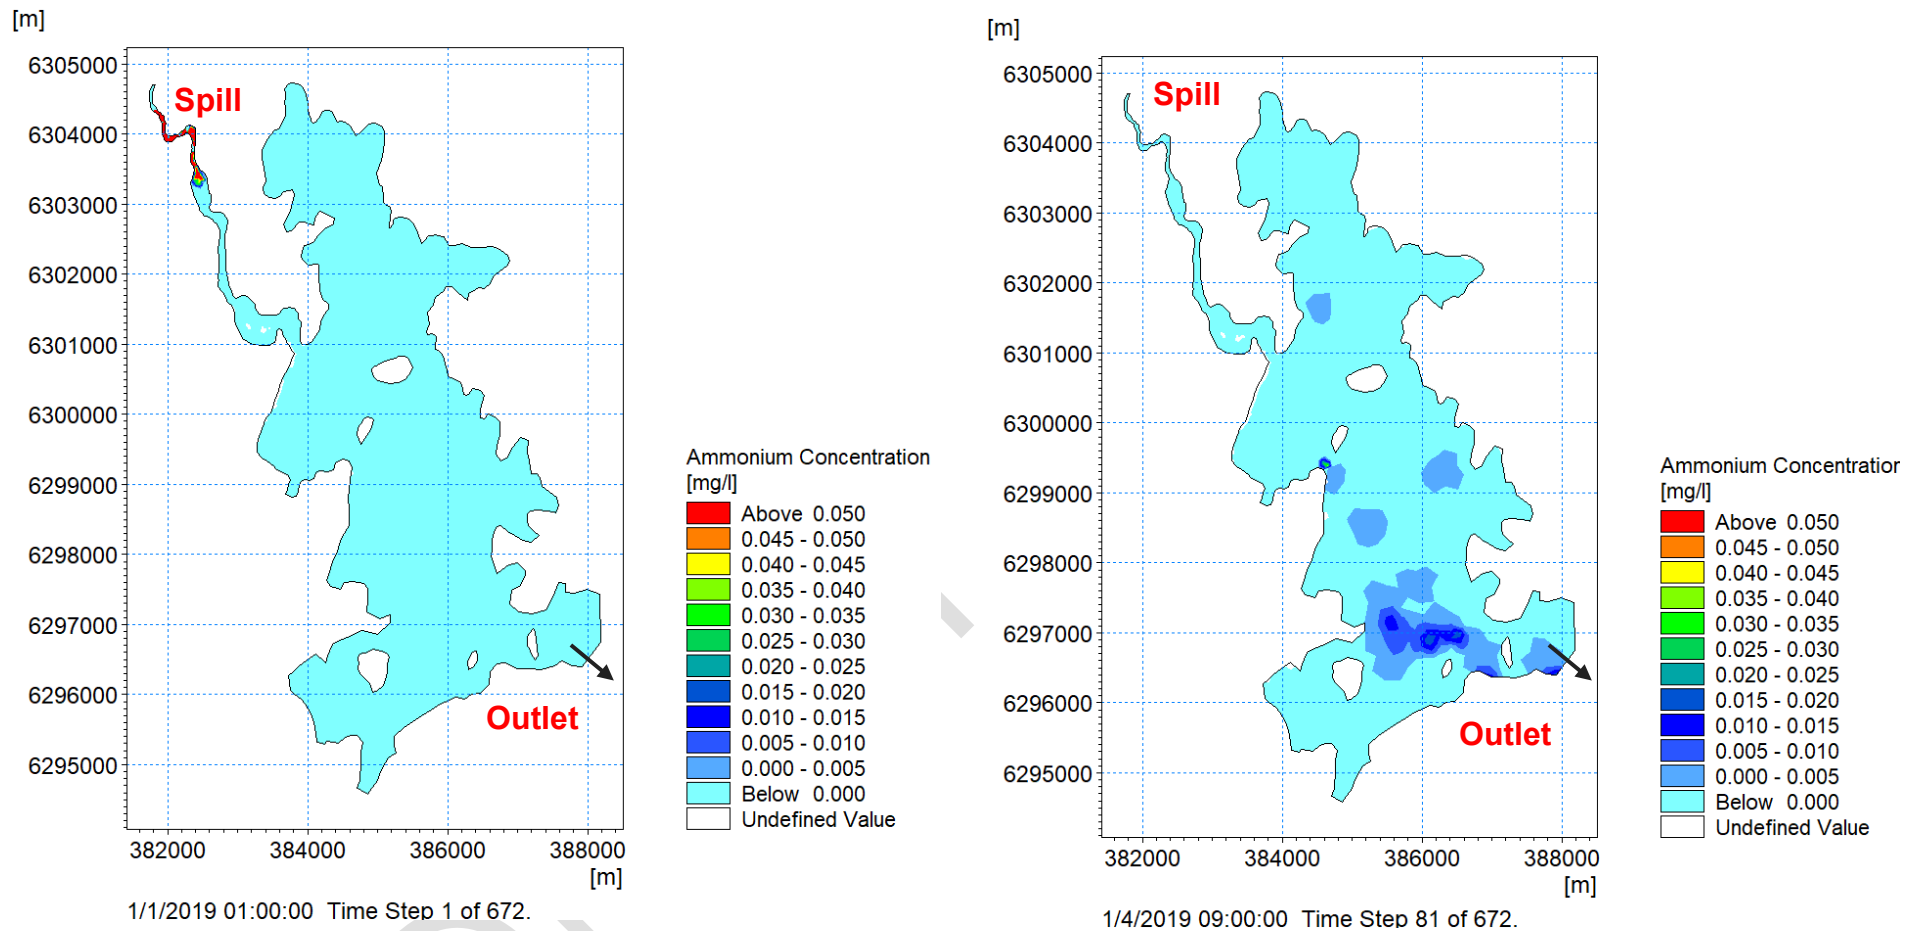 [m]
6305000
6304000
6303000
6302000
6301000
6300000
6299000
6298000
6297000
6296000
6295000
382000 384000 386000 388000
[m]
Spill
Outlet
Ammonium Concentration
[mg/l]
Above 0.050
0.045 - 0.050
0.040 - 0.045
0.035 - 0.040
0.030 - 0.035
0.025 - 0.030
0.020 - 0.025
0.015 - 0.020
0.010 - 0.015
0.005 - 0.010
0.000 - 0.005
Below 0.000
Undefined Value
1/1/2019 01:00:00 Time Step 1 of 672.
[m]
6305000
6304000
6303000
6302000
6301000
6300000
6299000
6298000
6297000
6296000
6295000
382000 384000 386000 388000
[m]
Spill
Outlet
Ammonium Concentration
[mg/l]
Above 0.050
0.045 - 0.050
0.040 - 0.045
0.035 - 0.040
0.030 - 0.035
0.025 - 0.030
0.020 - 0.025
0.015 - 0.020
0.010 - 0.015
0.005 - 0.010
0.000 - 0.005
Below 0.000
Undefined Value
1/4/2019 09:00:00 Time Step 81 of 672.